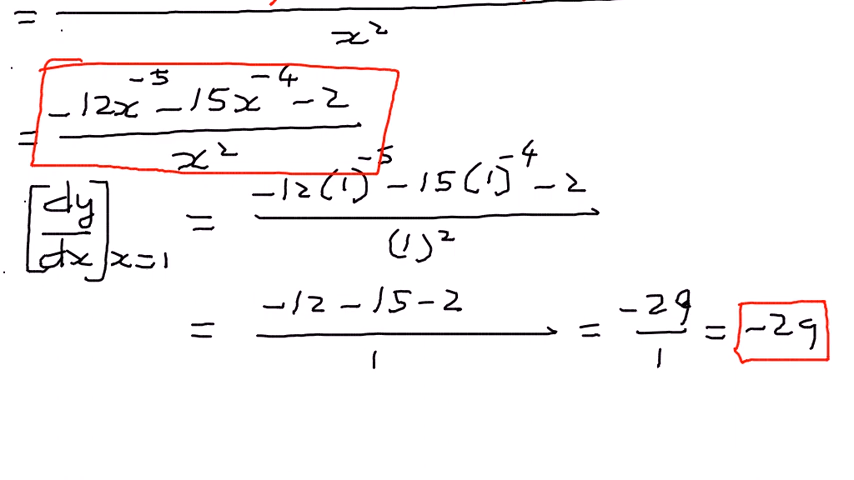 = ———
x²
= (-12x⁻⁵ - 15x⁻⁴ - 2) / x²
[dy/dx]ₓ₌₁ = (-12(1)⁻⁵ - 15(1)⁻⁴ - 2) / (1)²
= (-12 - 15 - 2) / 1 = -29 / 1 = -29